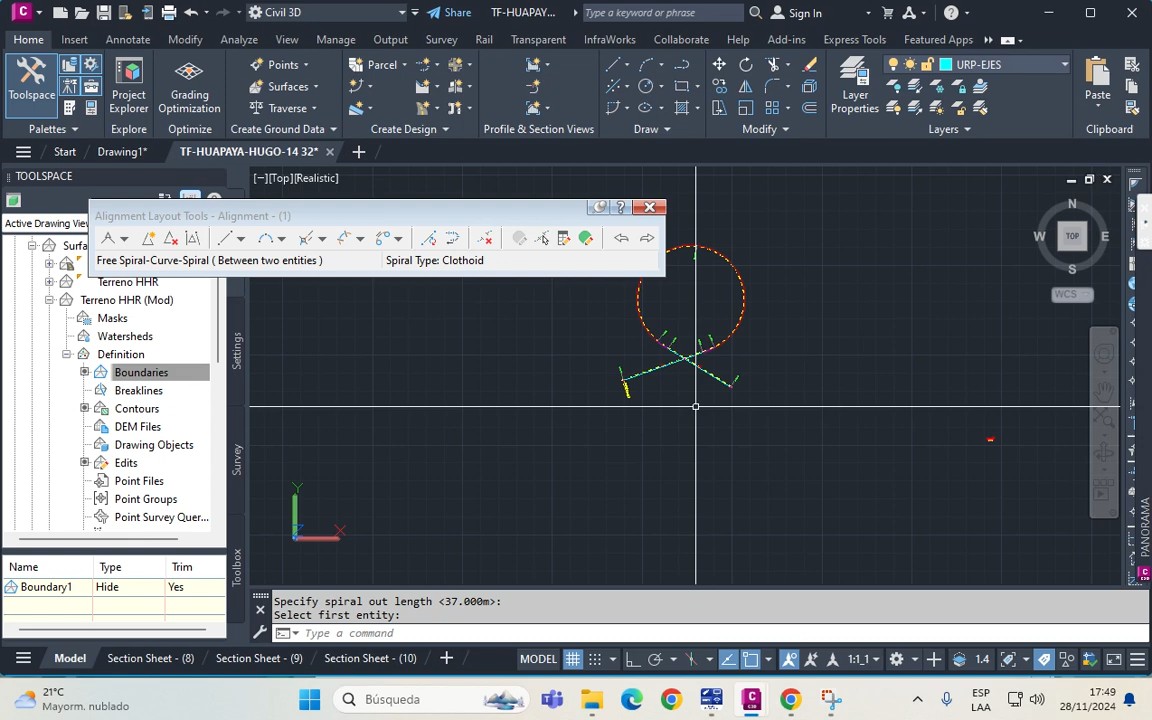 Civil 3D
Share
TF-HUAPAY...
Type a keyword or phrase
Sign In
Home
Insert
Annotate
Modify
Analyze
View
Manage
Output
Survey
Rail
Transparent
InfraWorks
Collaborate
Help
Add-ins
Express Tools
Featured Apps
Toolspace
Project Explorer
Grading Optimization
Points
Surfaces
Traverse
Parcel
URP-EJES
Layer Properties
Paste
Palettes
Explore
Optimize
Create Ground Data
Create Design
Profile & Section Views
Draw
Modify
Layers
Clipboard
Start
Drawing1*
TF-HUAPAYA-HUGO-14 32*
TOOLSPACE
[−][Top][Realistic]
Alignment Layout Tools - Alignment - (1)
Free Spiral-Curve-Spiral ( Between two entities )
Spiral Type: Clothoid
Active Drawing Vie
Surfa
Terreno HHR
Terreno HHR (Mod)
Masks
Watersheds
Definition
Boundaries
Breaklines
Contours
DEM Files
Drawing Objects
Edits
Point Files
Point Groups
Point Survey Quer...
Settings
Survey
Toolbox
N
W
TOP
E
S
WCS
Y
X
Z
PANORAMA
Name
Type
Trim
Boundary1
Hide
Yes
Specify spiral out length <37.000m>:
Select first entity:
Type a command
Model
Section Sheet - (8)
Section Sheet - (9)
Section Sheet - (10)
MODEL
1:1_1
1.4
21°C
Mayorm. nublado
Búsqueda
ESP
LAA
17:49
28/11/2024